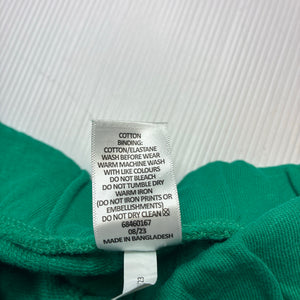 COTTON
BINDING:
COTTON/ELASTANE
WASH BEFORE WEAR
WARM MACHINE WASH
WITH LIKE COLOURS
DO NOT BLEACH
DO NOT TUMBLE DRY
WARM IRON
(DO NOT IRON PRINTS OR
EMBELLISHMENTS)
DO NOT DRY CLEAN
68460167
08/23
MADE IN BANGLADESH
23